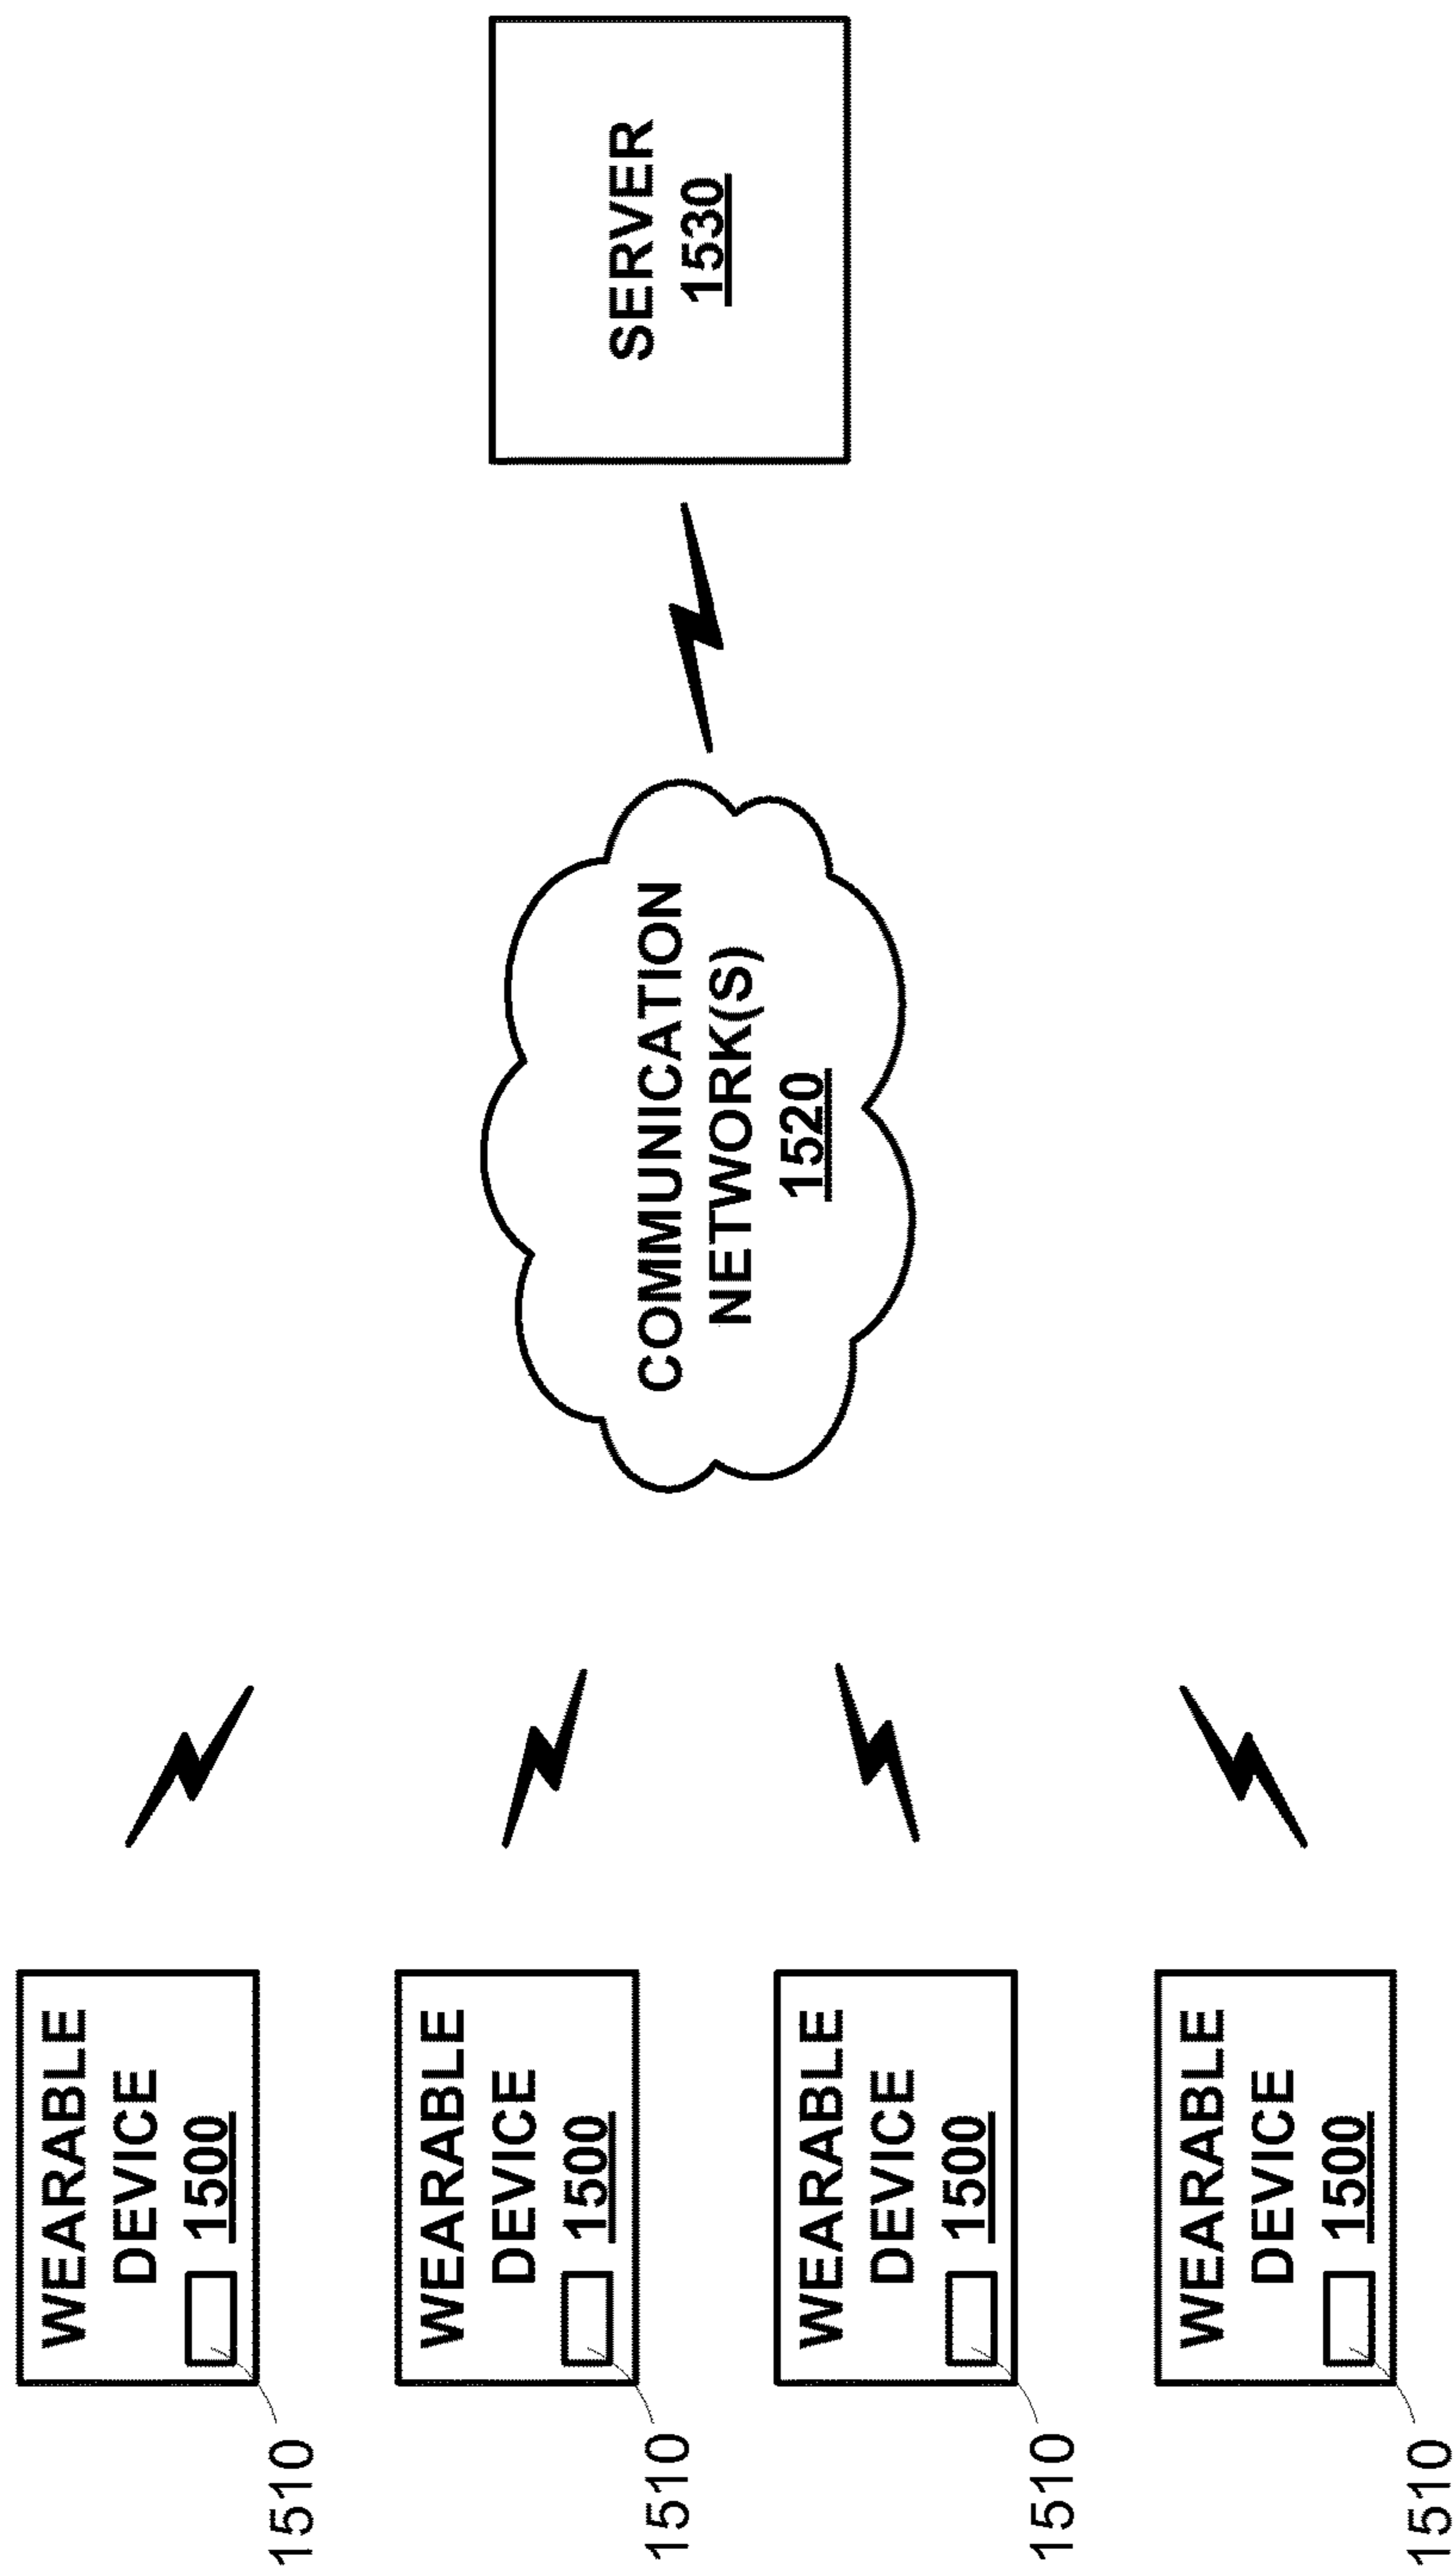 WEARABLE
DEVICE
1500
1510
WEARABLE
DEVICE
1500
1510
WEARABLE
DEVICE
1500
1510
WEARABLE
DEVICE
1500
1510
COMMUNICATION
NETWORK(S)
1520
SERVER
1530